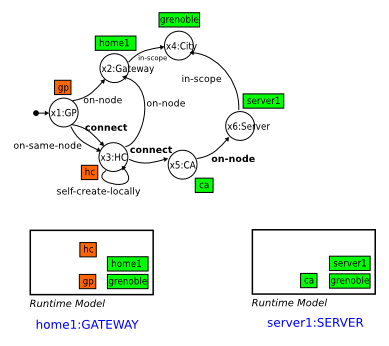 grenoble
home1
x4:City
in-scope
x2:Gateway
in-scope
gp
on-node
on-node
server1
x1:GP
connect
x6:Server
on-same-node
x3:HC
connect
on-node
hc
x5:CA
self-create-locally
ca
hc
home1
server1
gp
grenoble
ca
grenoble
Runtime Model
Runtime Model
home1:GATEWAY
server1:SERVER